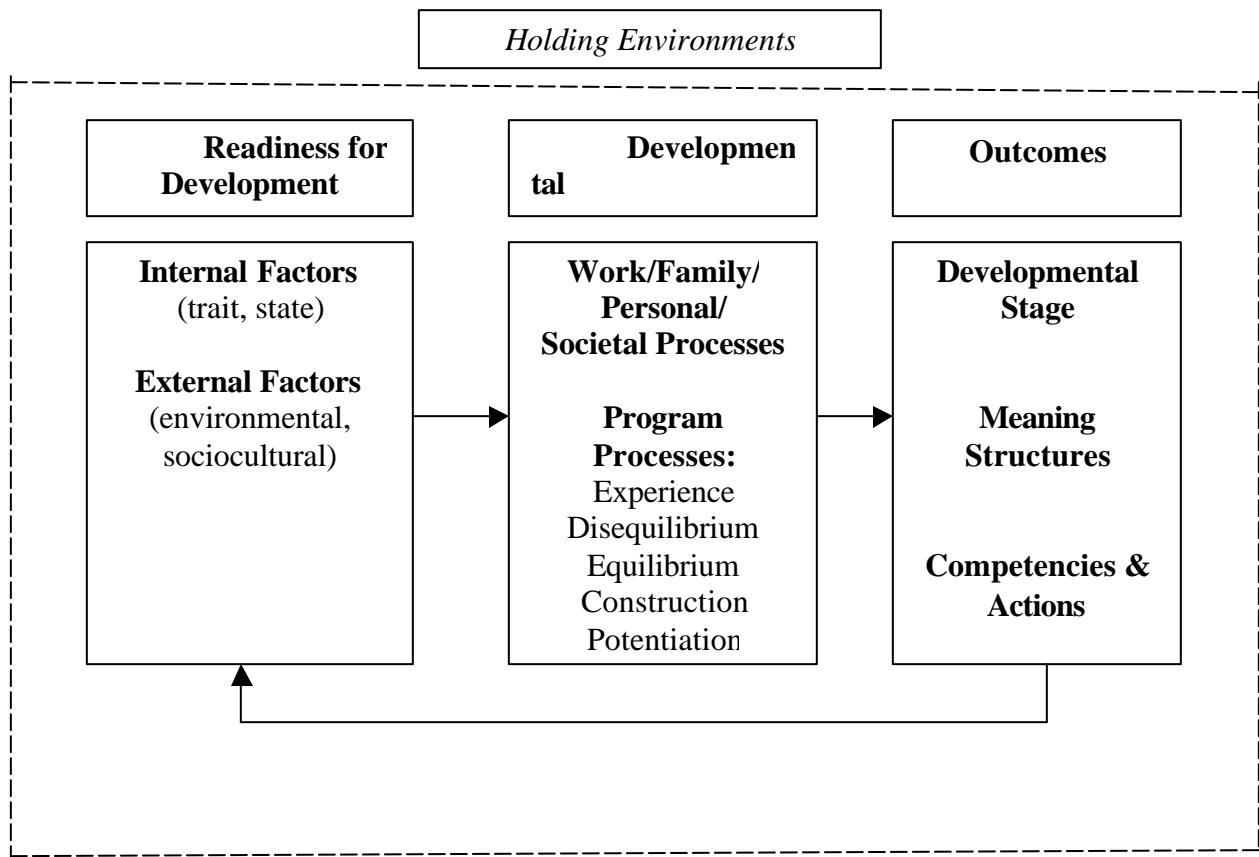 Holding Environments
Readiness for
Development
Developmen
tal
Outcomes
Internal Factors
(trait, state)
External Factors
(environmental,
sociocultural)
Work/Family/
Personal/
Societal Processes
Program
Processes:
Experience
Disequilibrium
Equilibrium
Construction
Potentiation
Developmental
Stage
Meaning
Structures
Competencies &
Actions